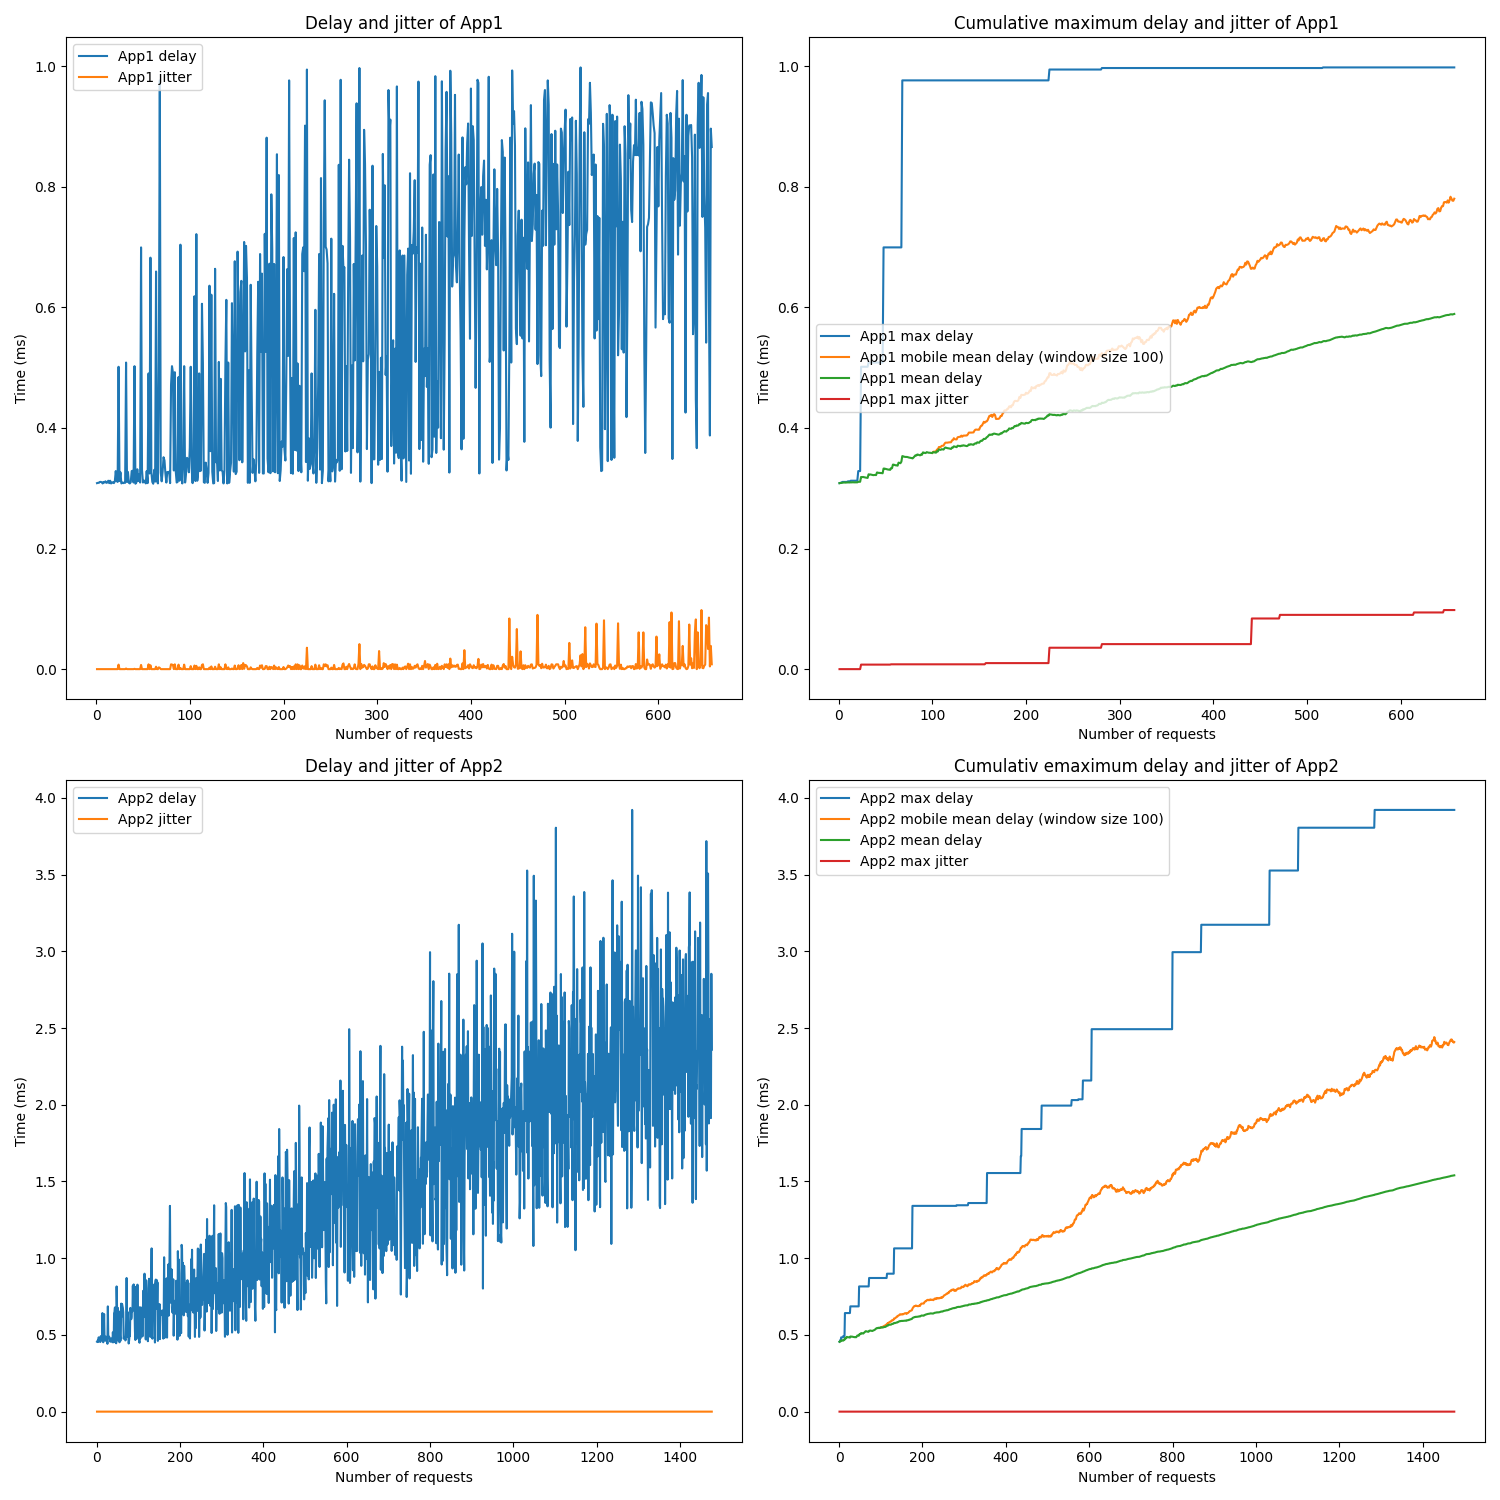 Delay and jitter of App1
App1 delay
App1 jitter
1.0
0.8
0.6
0.4
0.2
0.0
Time (ms)
0 100 200 300 400 500 600
Number of requests
Cumulative maximum delay and jitter of App1
1.0
0.8
0.6
0.4
0.2
0.0
Time (ms)
App1 max delay
App1 mobile mean delay (window size 100)
App1 mean delay
App1 max jitter
0 100 200 300 400 500 600
Number of requests
Delay and jitter of App2
App2 delay
App2 jitter
4.0
3.5
3.0
2.5
2.0
1.5
1.0
0.5
0.0
Time (ms)
0 200 400 600 800 1000 1200 1400
Number of requests
Cumulativ emaximum delay and jitter of App2
App2 max delay
App2 mobile mean delay (window size 100)
App2 mean delay
App2 max jitter
4.0
3.5
3.0
2.5
2.0
1.5
1.0
0.5
0.0
Time (ms)
0 200 400 600 800 1000 1200 1400
Number of requests